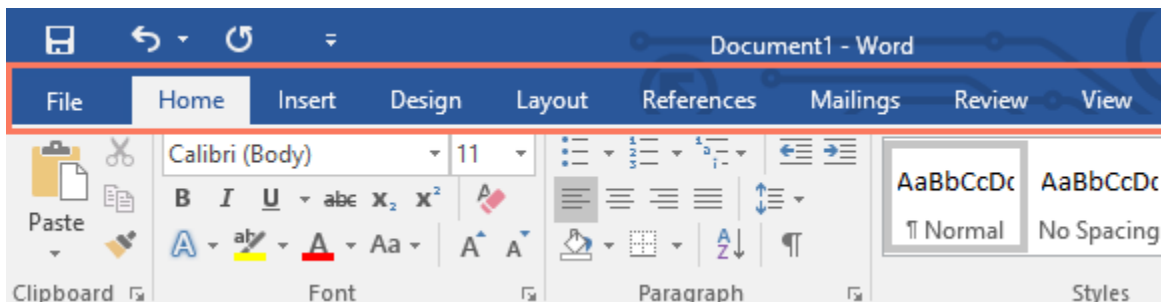 Document1 - Word
File Home Insert Design Layout References Mailings Review View
Calibri (Body) 11
Paste
B I U abc x₂ x² A
A ab A Aa A A A Z ¶
AaBbCcDc AaBbCcDc
¶ Normal No Spacing
Clipboard Font Paragraph Styles